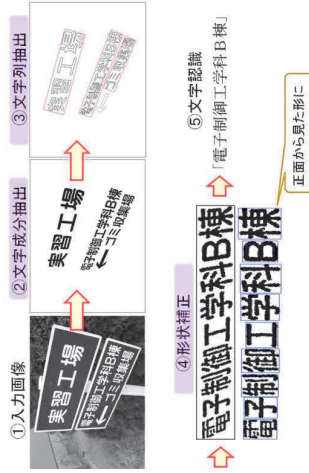 ①入力画像
実習工場
電子制御工学科B棟
←ゴミ収集場
②文字成分抽出
実習工場
電子制御工学科B棟
←ゴミ収集場
③文字列抽出
実習工場
電子制御工学科B棟
←ゴミ収集場
④形状補正
電子制御工学科B棟
電子制御工学科B棟
正面から見た形に
⑤文字認識
「電子制御工学科B棟」